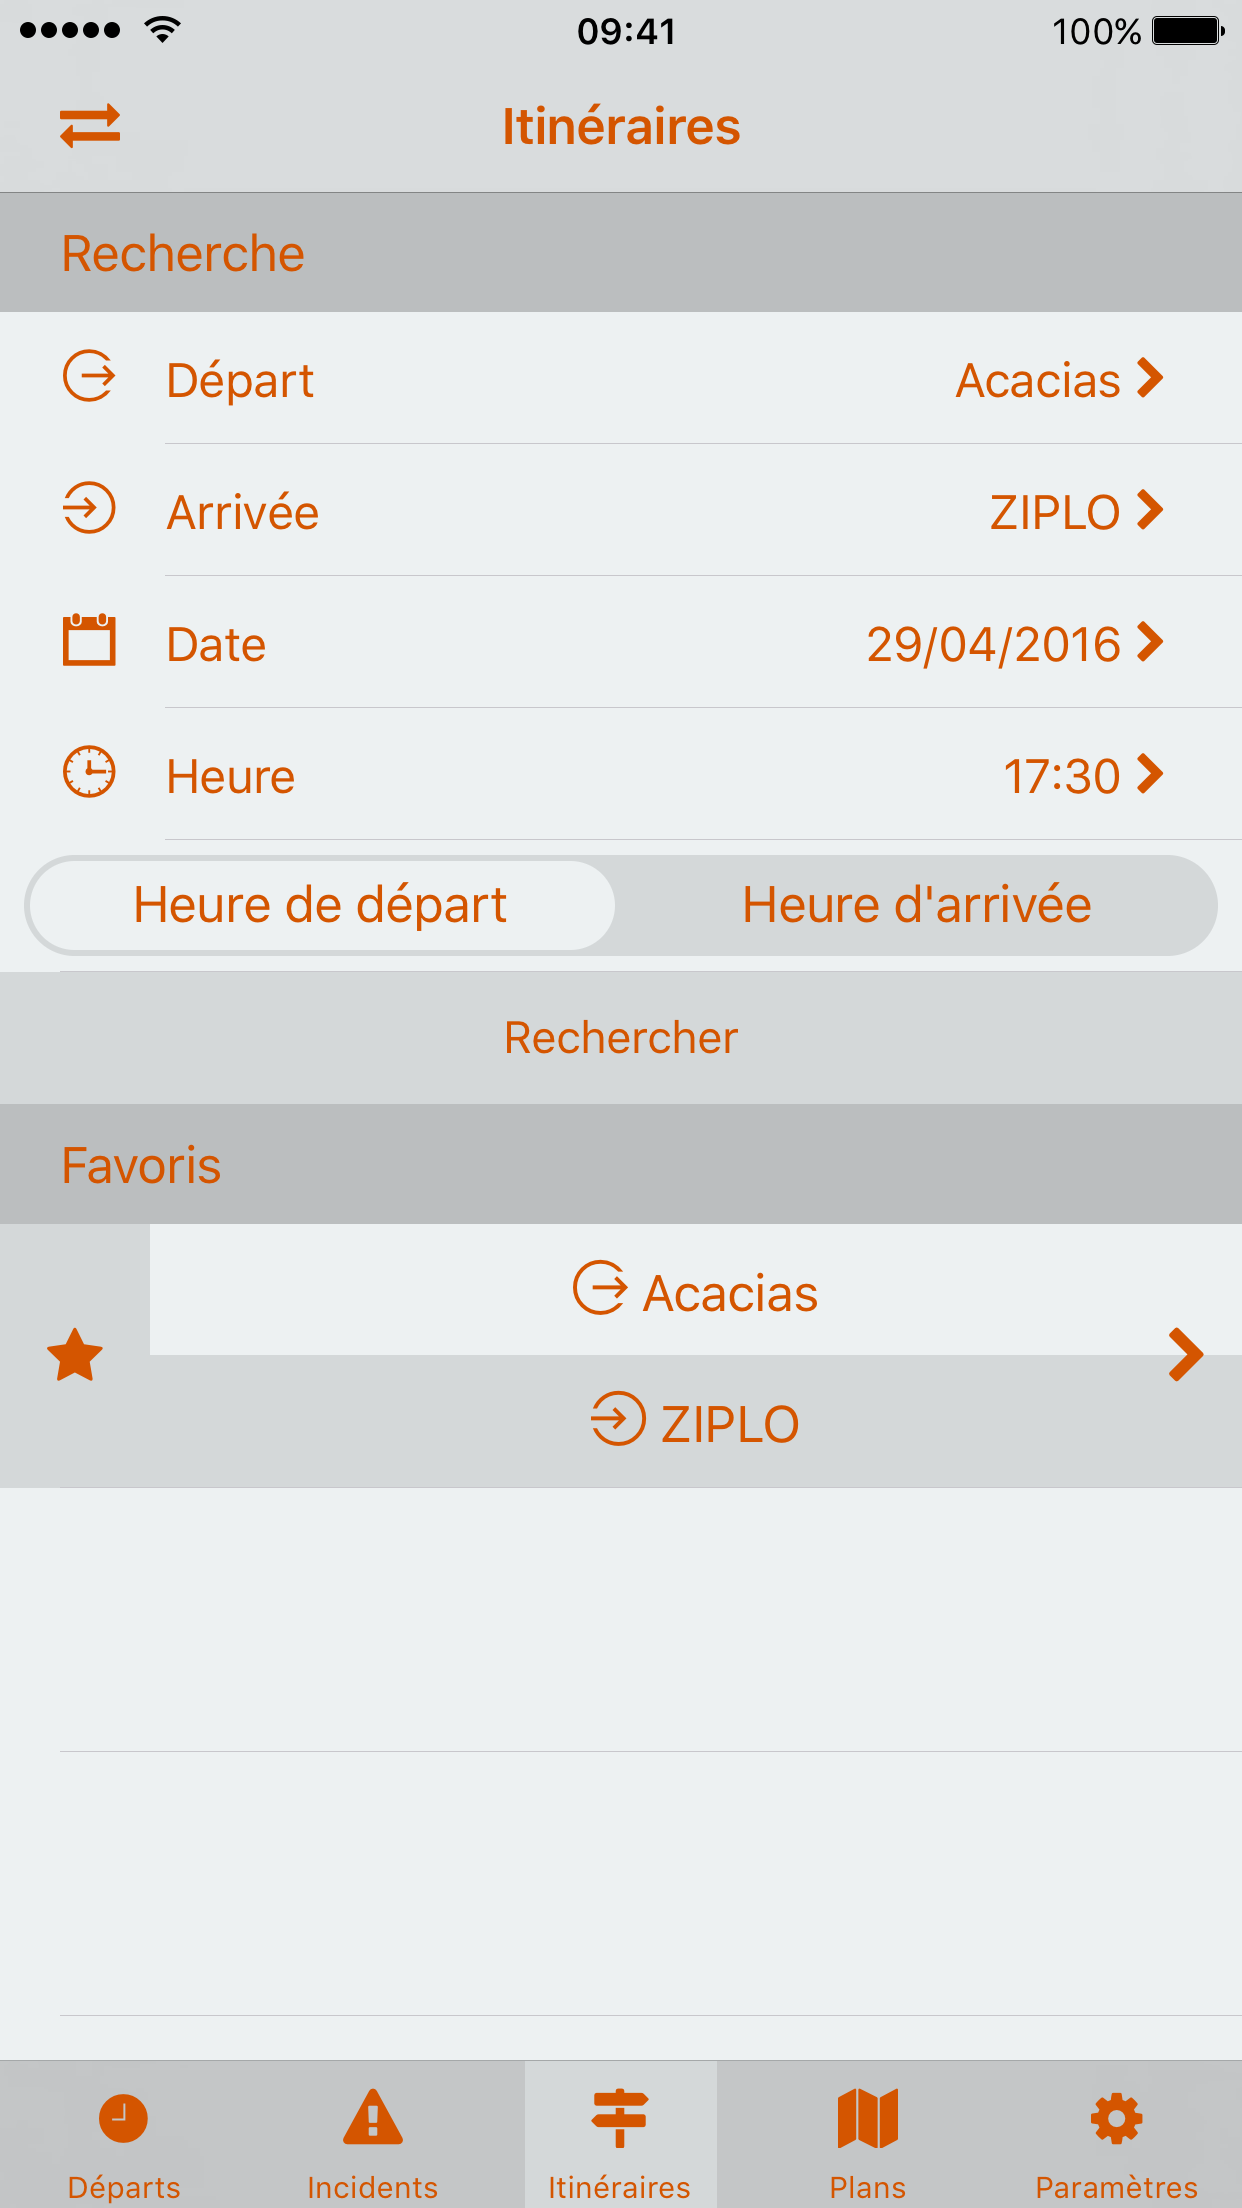 09:41 100%
Itinéraires
Recherche
Départ Acacias
Arrivée ZIPLO
Date 29/04/2016
Heure 17:30
Heure de départ Heure d'arrivée
Rechercher
Favoris
Acacias
ZIPLO
Départs Incidents Itinéraires Plans Paramètres